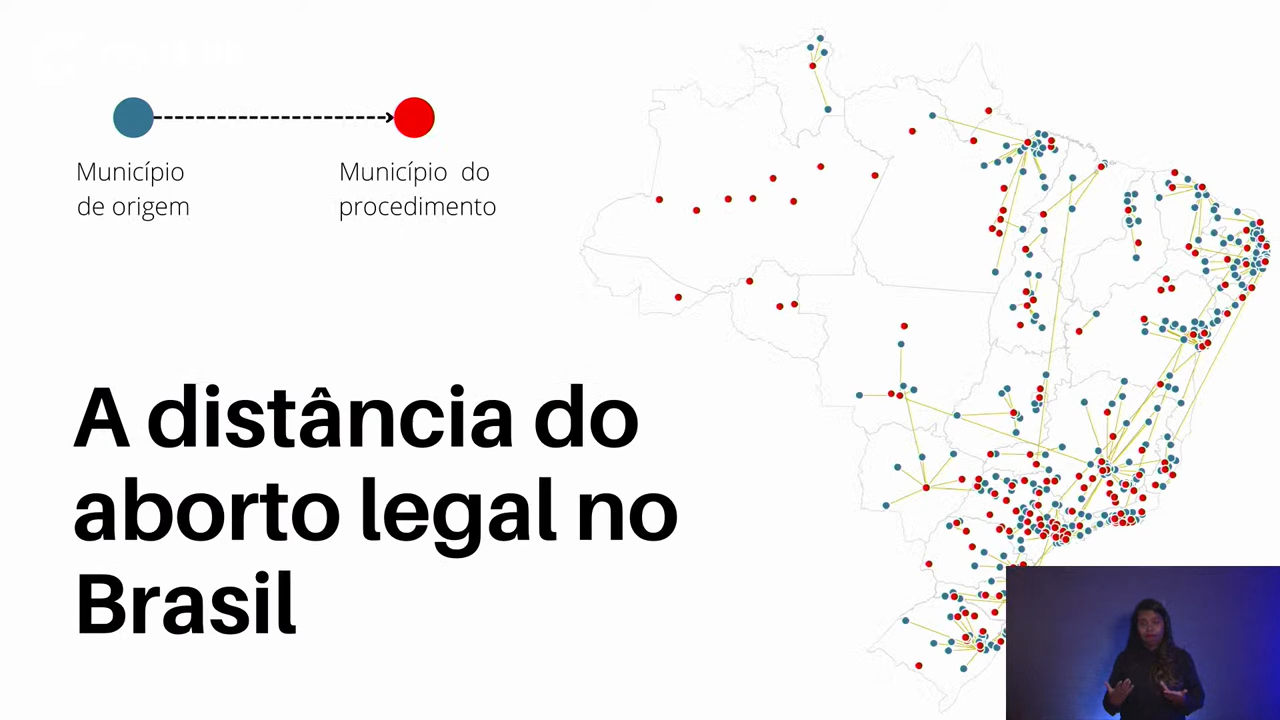 Município
de origem
Município do
procedimento
A distância do
aborto legal no
Brasil